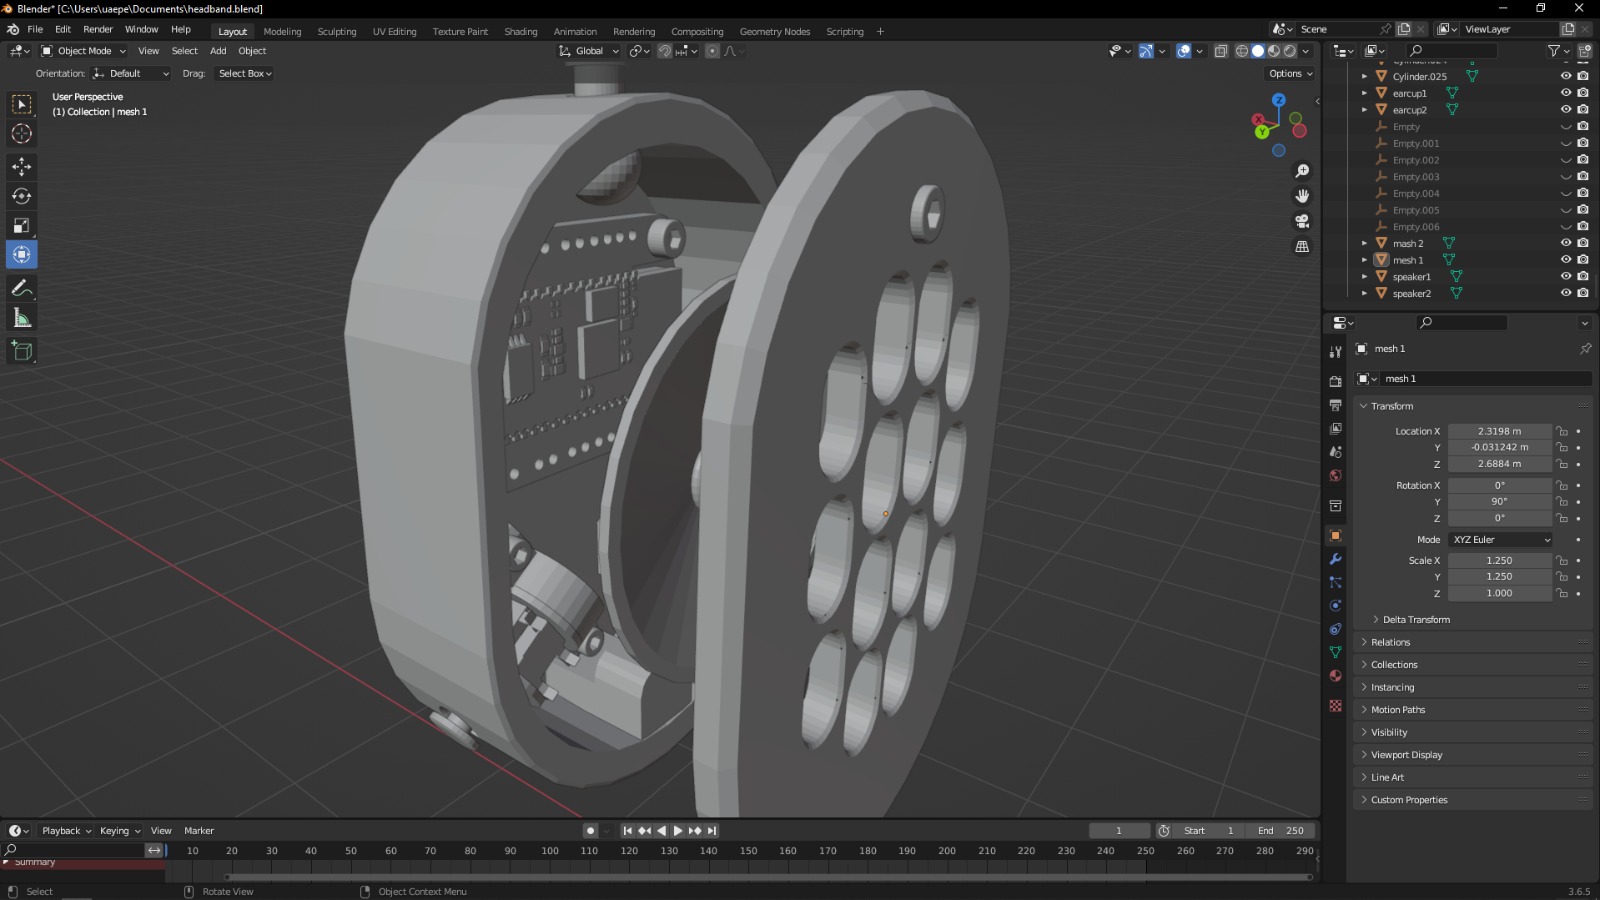 Blender* [C:\Users\uaepe\Documents\headband.blend]
File Edit Render Window Help Layout Modeling Sculpting UV Editing Texture Paint Shading Animation Rendering Compositing Geometry Nodes Scripting + Scene ViewLayer
Object Mode View Select Add Object Global
Orientation: Default Drag: Select Box Options
User Perspective
(1) Collection | mesh 1
Z
X
Y
Cylinder.025
earcup1
earcup2
Empty
Empty.001
Empty.002
Empty.003
Empty.004
Empty.005
Empty.006
mash 2
mesh 1
speaker1
speaker2
mesh 1
mesh 1
Transform
Location X 2.3198 m
Y -0.031242 m
Z 2.6884 m
Rotation X 0°
Y 90°
Z 0°
Mode XYZ Euler
Scale X 1.250
Y 1.250
Z 1.000
Delta Transform
Relations
Collections
Instancing
Motion Paths
Visibility
Viewport Display
Line Art
Custom Properties
Playback Keying View Marker 1 Start 1 End 250
10 20 30 40 50 60 70 80 90 100 110 120 130 140 150 160 170 180 190 200 210 220 230 240 250 260 270 280 290
Summary
Select Rotate View Object Context Menu 3.6.5